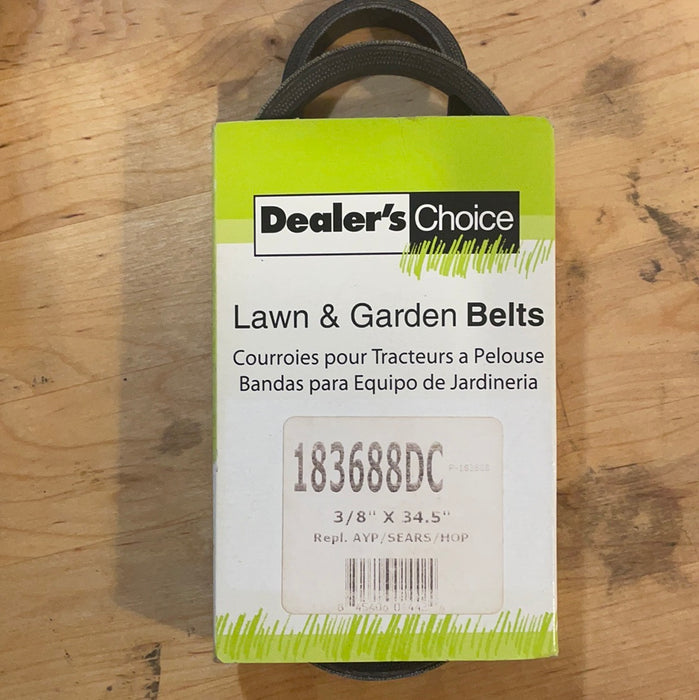 Dealer's Choice
Lawn & Garden Belts
Courroies pour Tracteurs a Pelouse
Bandas para Equipo de Jardineria
183688DC
3/8" X 34.5"
Repl. AYP/SEARS/HOP